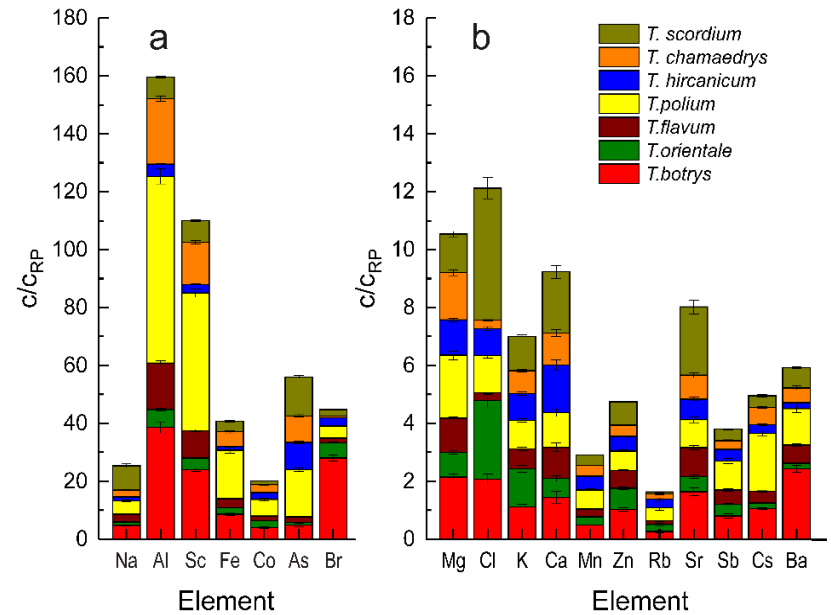 a
180
160
140
120
100
80
60
40
20
0
c/cRP
Na Al Sc Fe Co As Br
Element
b
18
16
14
12
10
8
6
4
2
0
c/cRP
Mg Cl K Ca Mn Zn Rb Sr Sb Cs Ba
Element
T. scordium
T. chamaedrys
T. hircanicum
T.polium
T.flavum
T.orientale
T.botrys